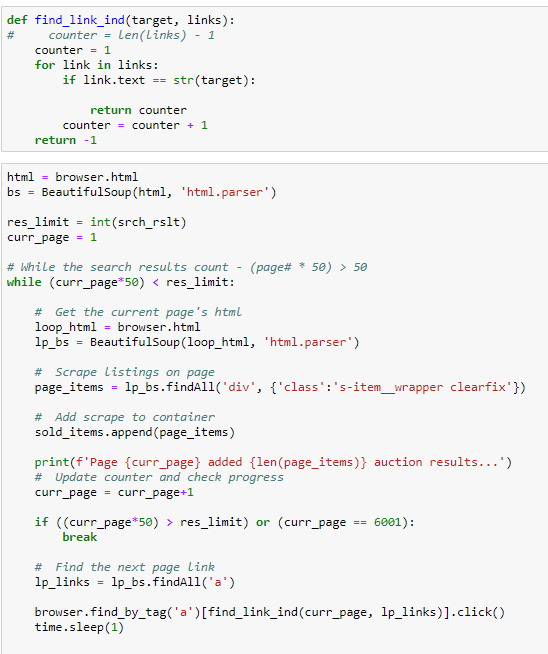 def find_link_ind(target, links):
#     counter = len(links) - 1
    counter = 1
    for link in links:
        if link.text == str(target):

            return counter
        counter = counter + 1
    return -1

html = browser.html
bs = BeautifulSoup(html, 'html.parser')

res_limit = int(srch_rslt)
curr_page = 1

# While the search results count - (page# * 50) > 50
while (curr_page*50) < res_limit:

    #  Get the current page's html
    loop_html = browser.html
    lp_bs = BeautifulSoup(loop_html, 'html.parser')

    #  Scrape listings on page
    page_items = lp_bs.findAll('div', {'class':'s-item__wrapper clearfix'})

    #  Add scrape to container
    sold_items.append(page_items)

    print(f'Page {curr_page} added {len(page_items)} auction results...')
    #  Update counter and check progress
    curr_page = curr_page+1

    if ((curr_page*50) > res_limit) or (curr_page == 6001):
        break

    #  Find the next page link
    lp_links = lp_bs.findAll('a')

    browser.find_by_tag('a')[find_link_ind(curr_page, lp_links)].click()
    time.sleep(1)